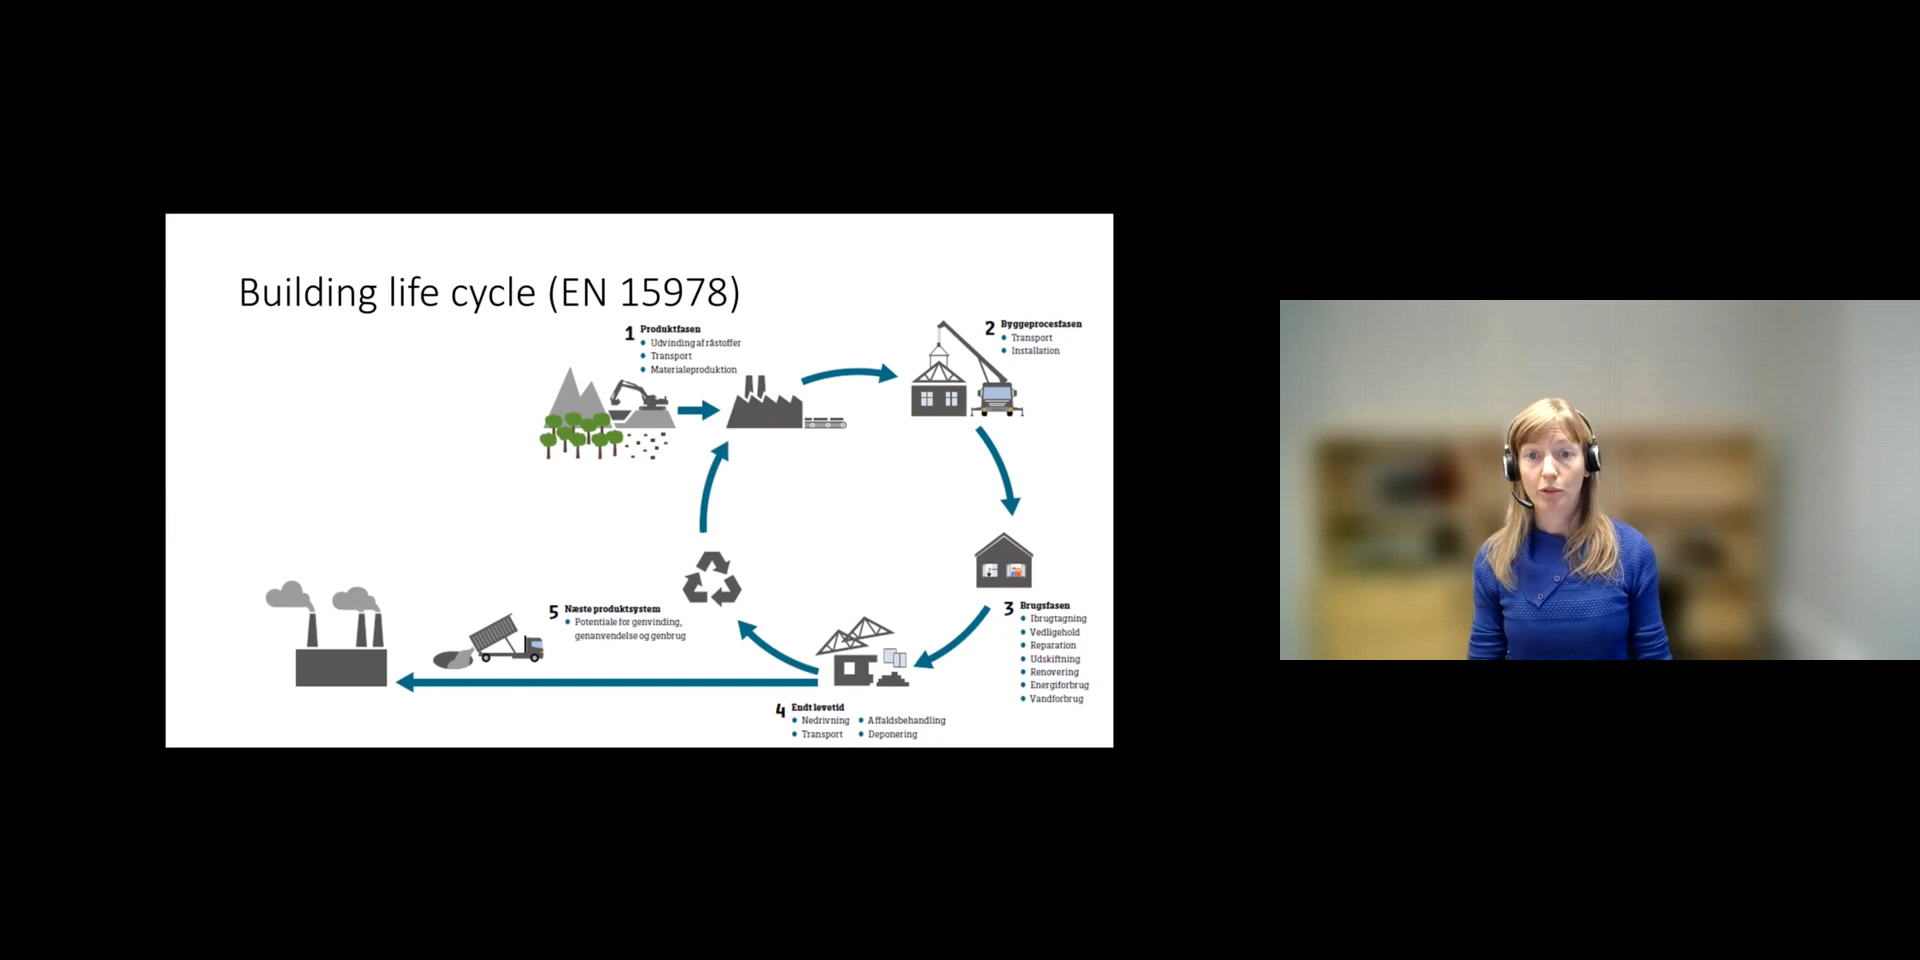 Building life cycle (EN 15978)
1 Produktfasen
Udvinding af råstoffer
Transport
Materialeproduktion
2 Byggeprocesfasen
Transport
Installation
3 Brugsfasen
Ibrugtagning
Vedligehold
Reparation
Udskiftning
Renovering
Energiforbrug
Vandforbrug
4 Endt levetid
Nedrivning
Transport
Affaldsbehandling
Deponering
5 Næste produktsystem
Potentiale for genvinding,
genanvendelse og genbrug